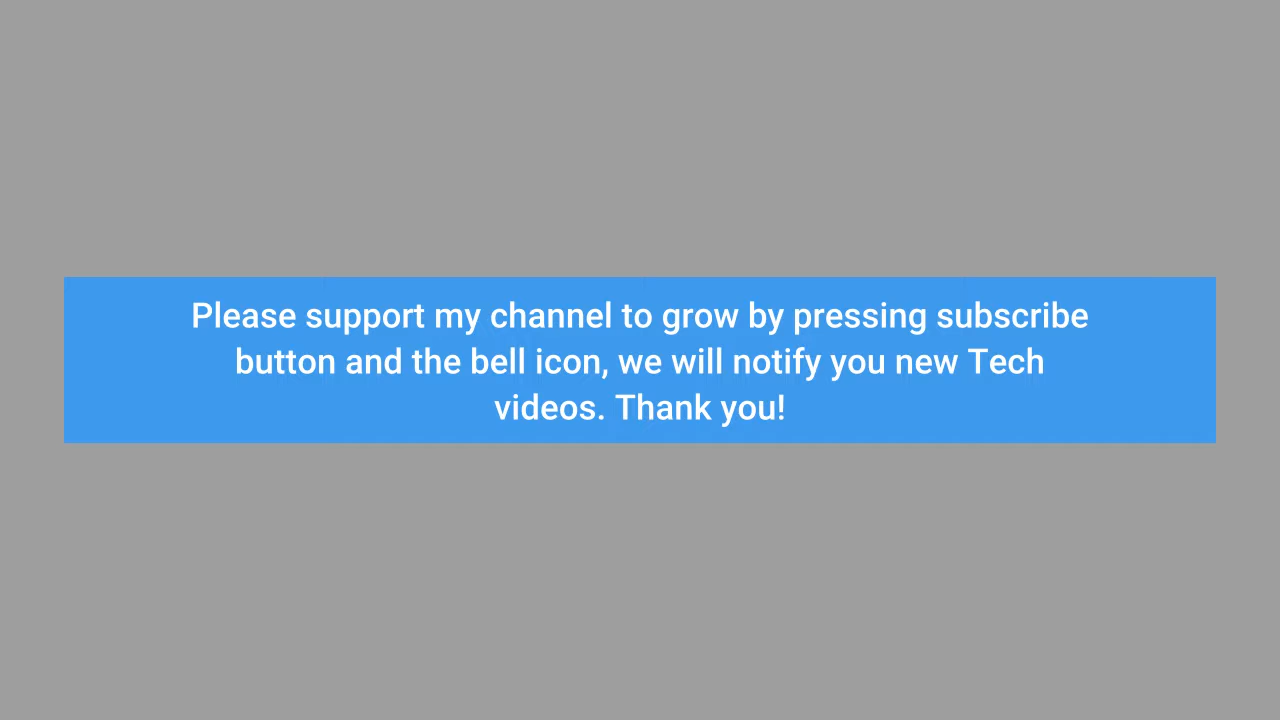 Please support my channel to grow by pressing subscribe
button and the bell icon, we will notify you new Tech
videos. Thank you!